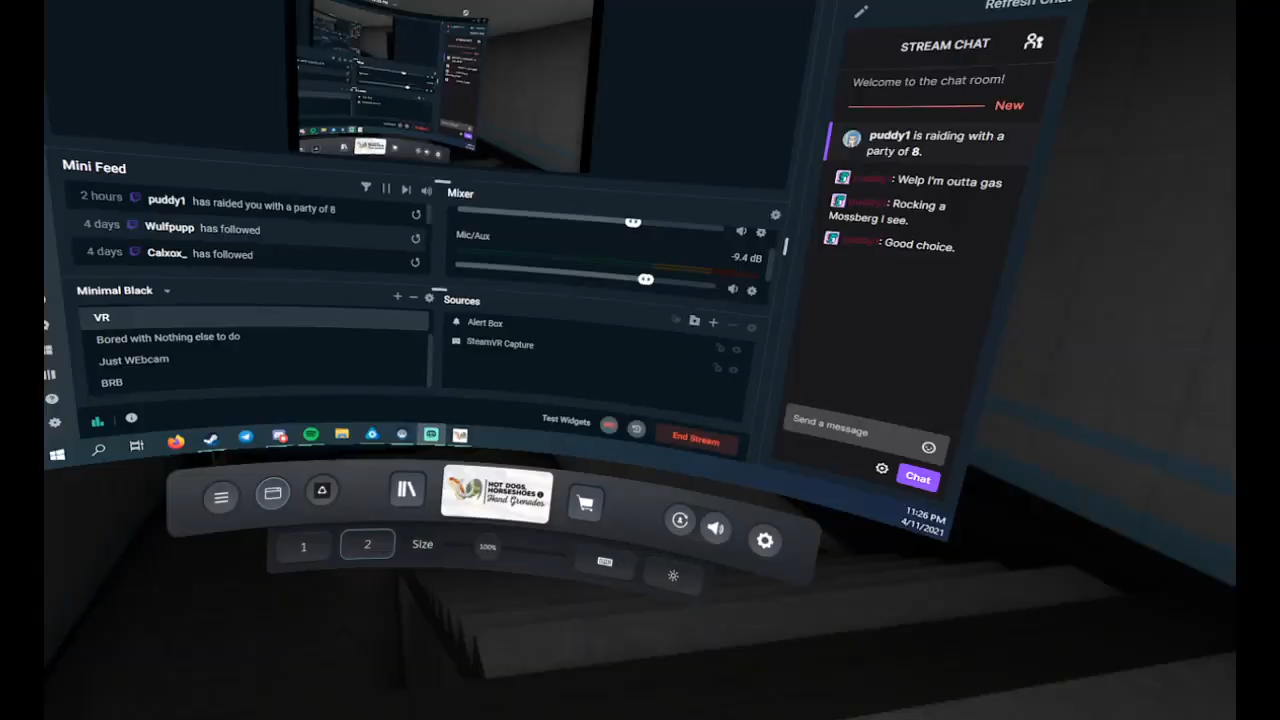 Refresh Chat
STREAM CHAT
Welcome to the chat room!
New
puddy1 is raiding with a
party of 8.
: Welp I'm outta gas
: Rocking a
Mossberg I see.
: Good choice.
Send a message
Chat
11:26 PM
4/11/2021
Mini Feed
2 hours puddy1 has raided you with a party of 8
4 days Wulfpupp has followed
4 days Calxox_ has followed
Mixer
Mic/Aux
-9.4 dB
Minimal Black
VR
Bored with Nothing else to do
Just WEbcam
BRB
Sources
Alert Box
SteamVR Capture
Test Widgets
End Stream
HOT DOGS,
HORSESHOES &
Hand Grenades
1 2 Size 100%